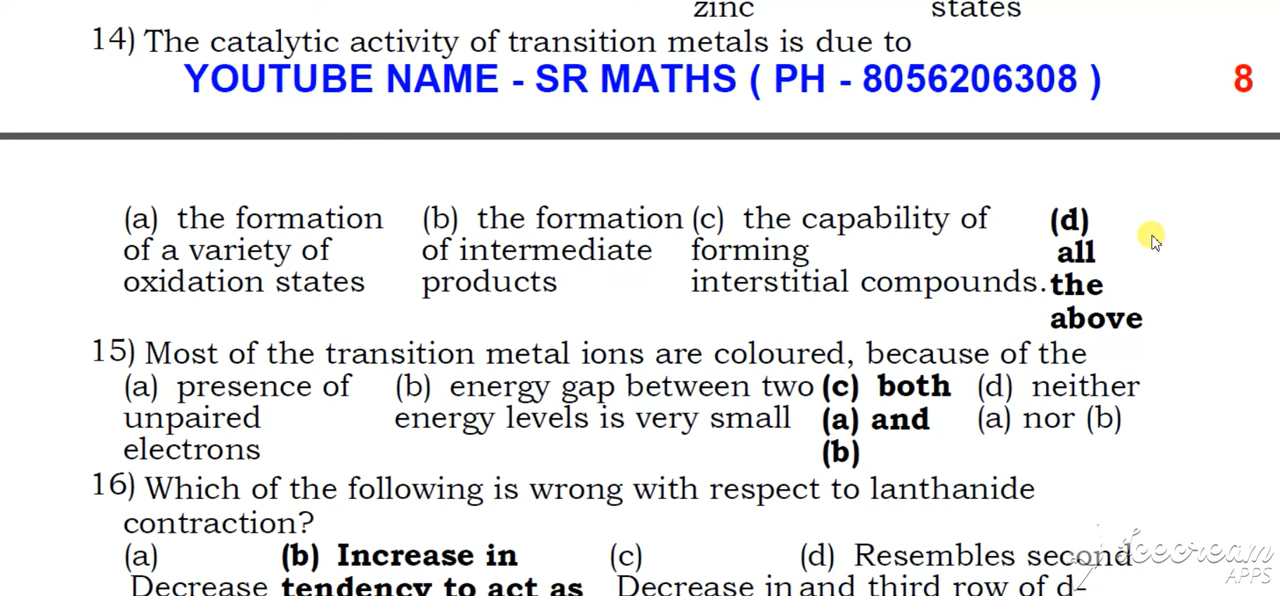 zinc states
14) The catalytic activity of transition metals is due to
YOUTUBE NAME - SR MATHS ( PH - 8056206308 ) 8
(a) the formation (b) the formation (c) the capability of (d)
of a variety of of intermediate forming all
oxidation states products interstitial compounds. the
above
15) Most of the transition metal ions are coloured, because of the
(a) presence of (b) energy gap between two (c) both (d) neither
unpaired energy levels is very small (a) and (a) nor (b)
electrons (b)
16) Which of the following is wrong with respect to lanthanide
contraction?
(a) (b) Increase in (c) (d) Resembles second
Decrease tendency to act as Decrease in and third row of d-
Icecream
APPS